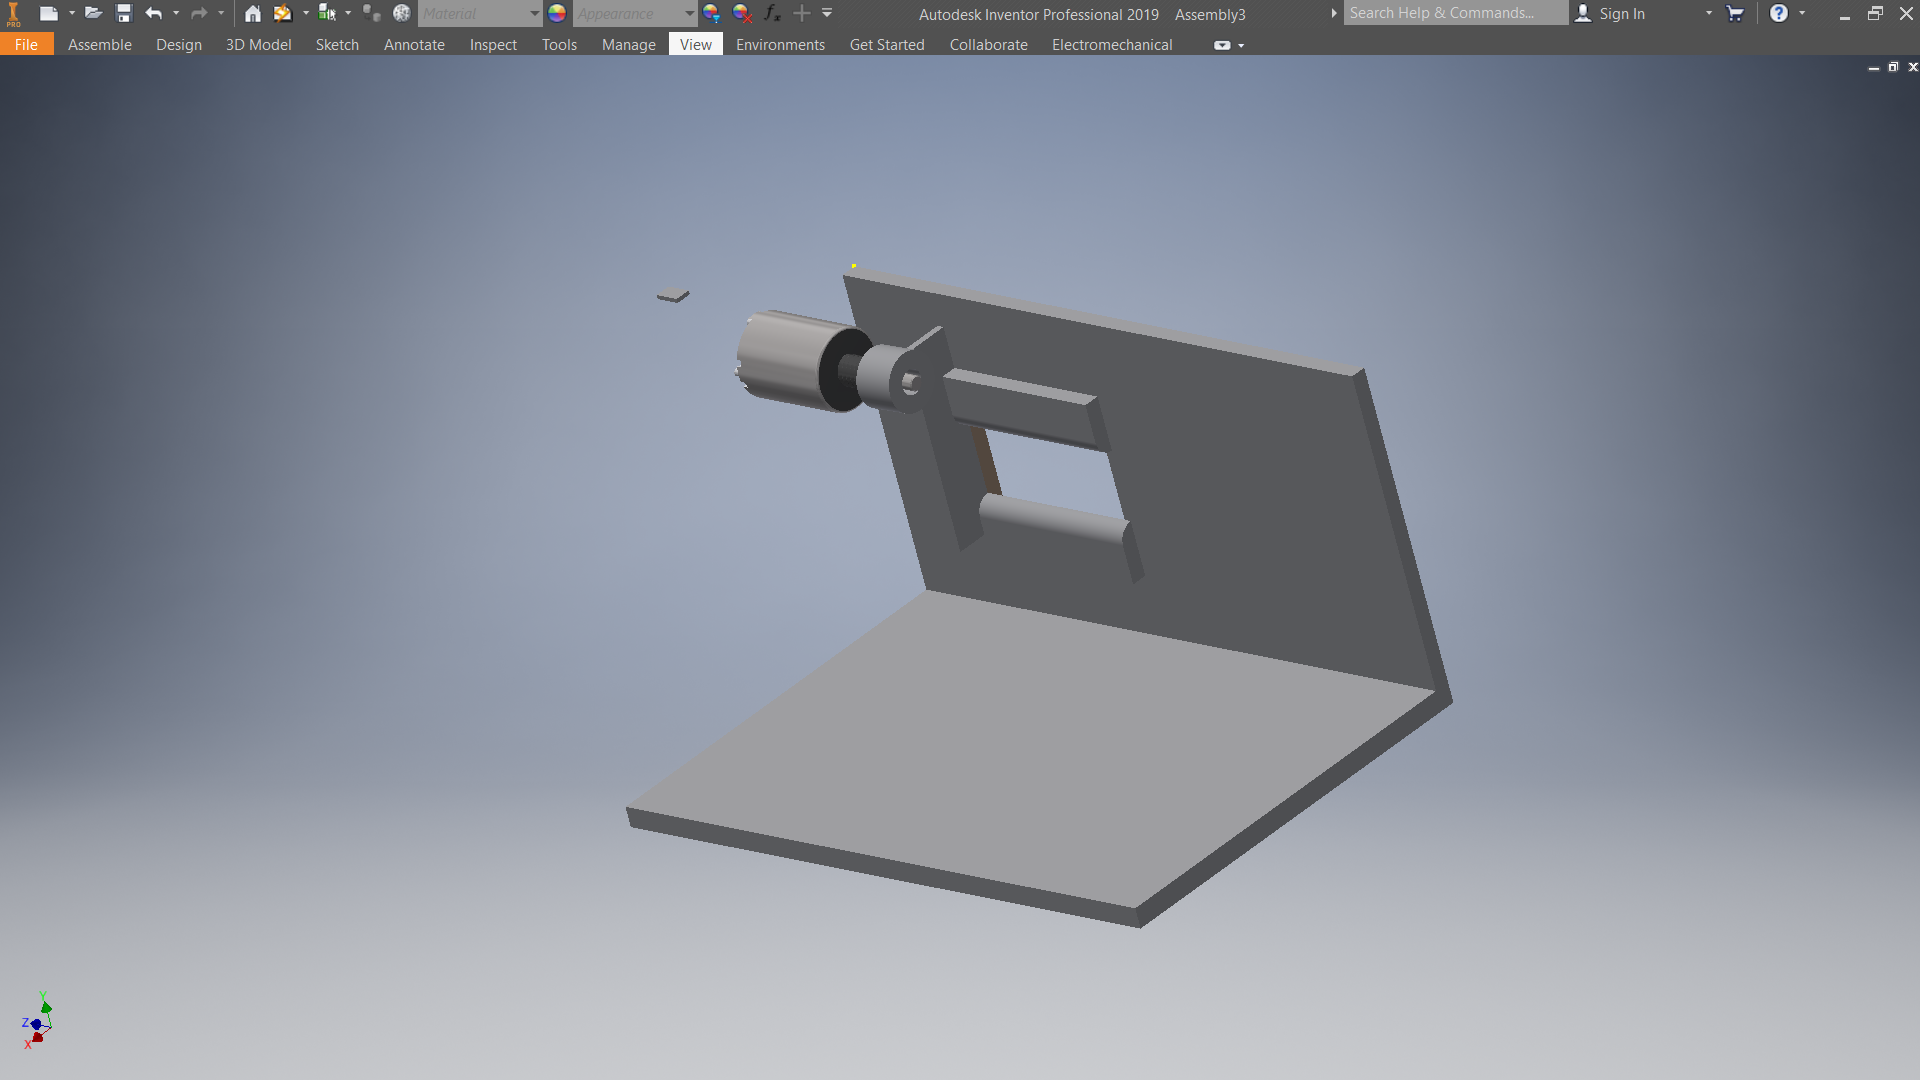 PRO
Material
Appearance
fx
Autodesk Inventor Professional 2019 Assembly3
Search Help & Commands...
Sign In
?
File Assemble Design 3D Model Sketch Annotate Inspect Tools Manage View Environments Get Started Collaborate Electromechanical
Y
Z
X